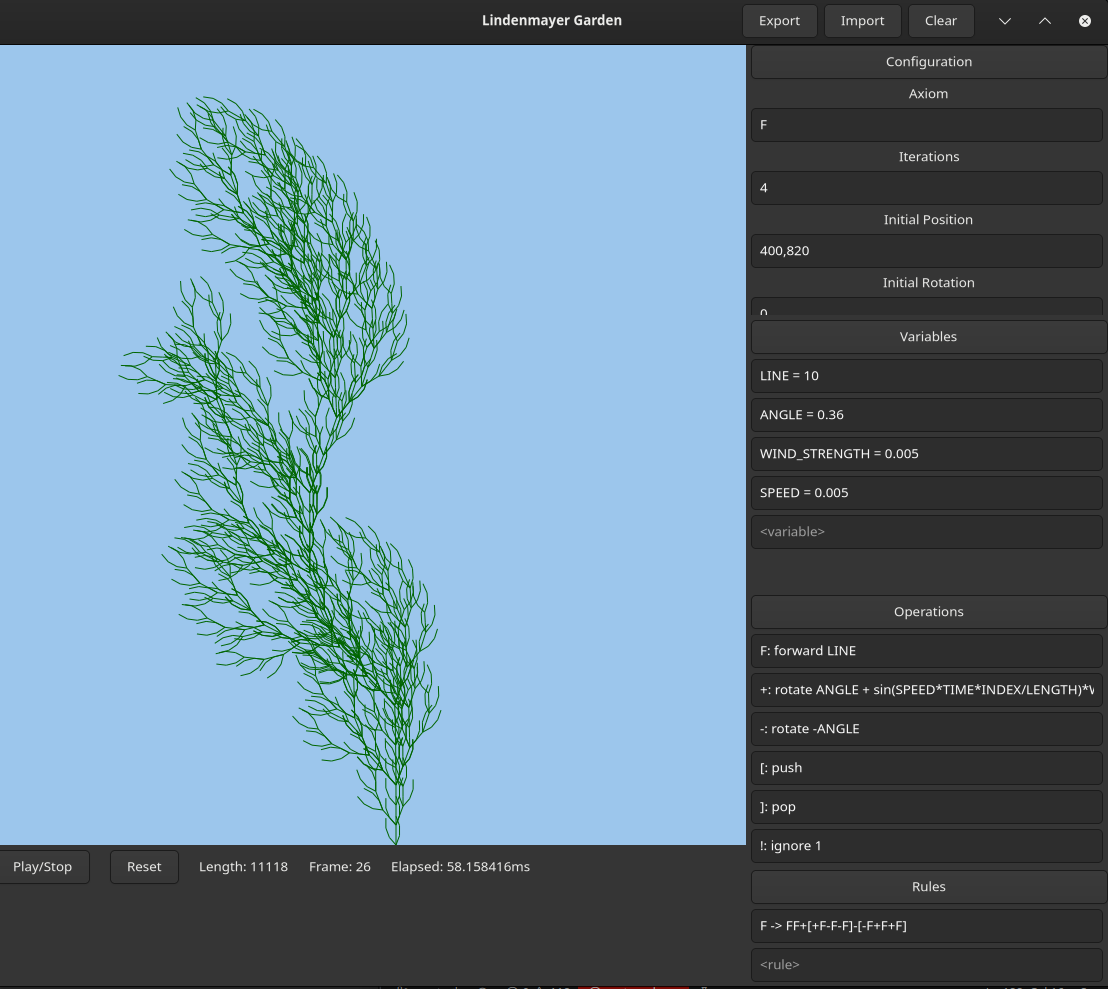 Lindenmayer Garden
Export
Import
Clear
Configuration
Axiom
F
Iterations
4
Initial Position
400,820
Initial Rotation
0
Variables
LINE = 10
ANGLE = 0.36
WIND_STRENGTH = 0.005
SPEED = 0.005
<variable>
Operations
F: forward LINE
+: rotate ANGLE + sin(SPEED*TIME*INDEX/LENGTH)*
-: rotate -ANGLE
[: push
]: pop
!: ignore 1
Rules
F -> FF+[+F-F-F]-[-F+F+F]
<rule>
Play/Stop
Reset
Length: 11118
Frame: 26
Elapsed: 58.158416ms